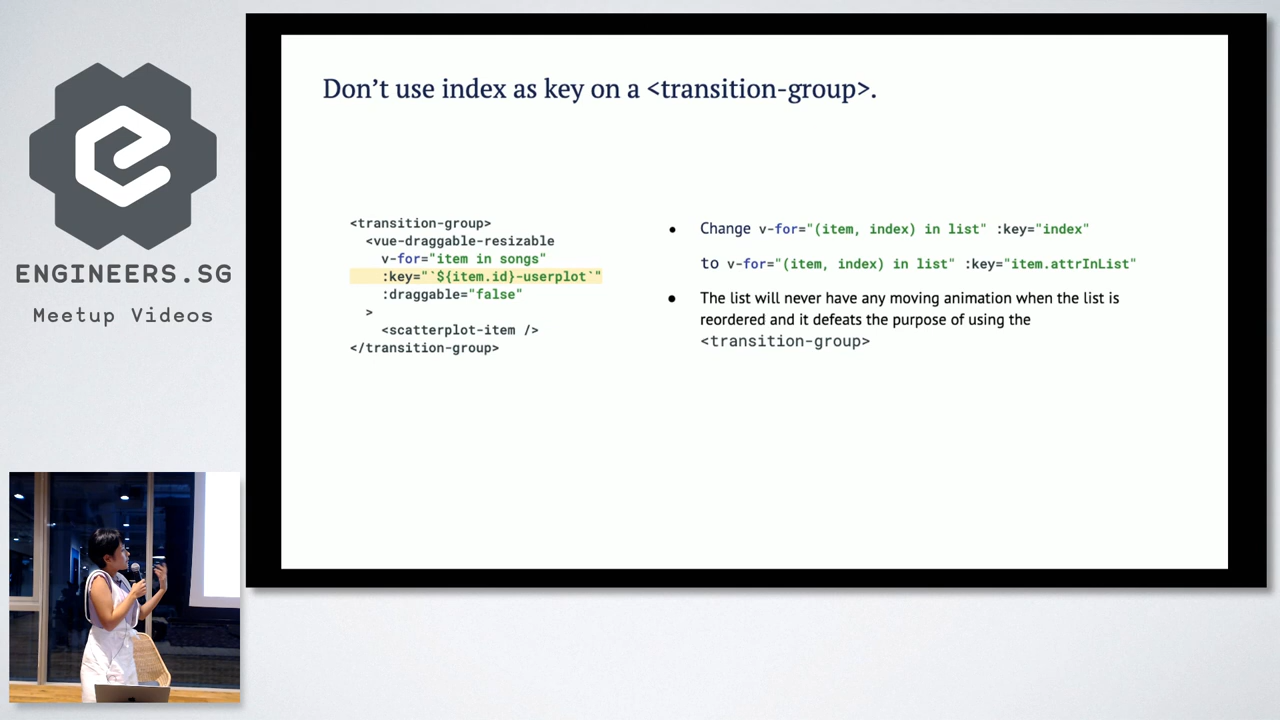 ENGINEERS.SG
Meetup Videos
Don’t use index as key on a <transition-group>.
<transition-group>
<vue-draggable-resizable
v-for="item in songs"
:key="`${item.id}-userplot`"
:draggable="false"
>
<scatterplot-item />
</transition-group>
• Change v-for="(item, index) in list" :key="index"
to v-for="(item, index) in list" :key="item.attrInList"
• The list will never have any moving animation when the list is
reordered and it defeats the purpose of using the
<transition-group>